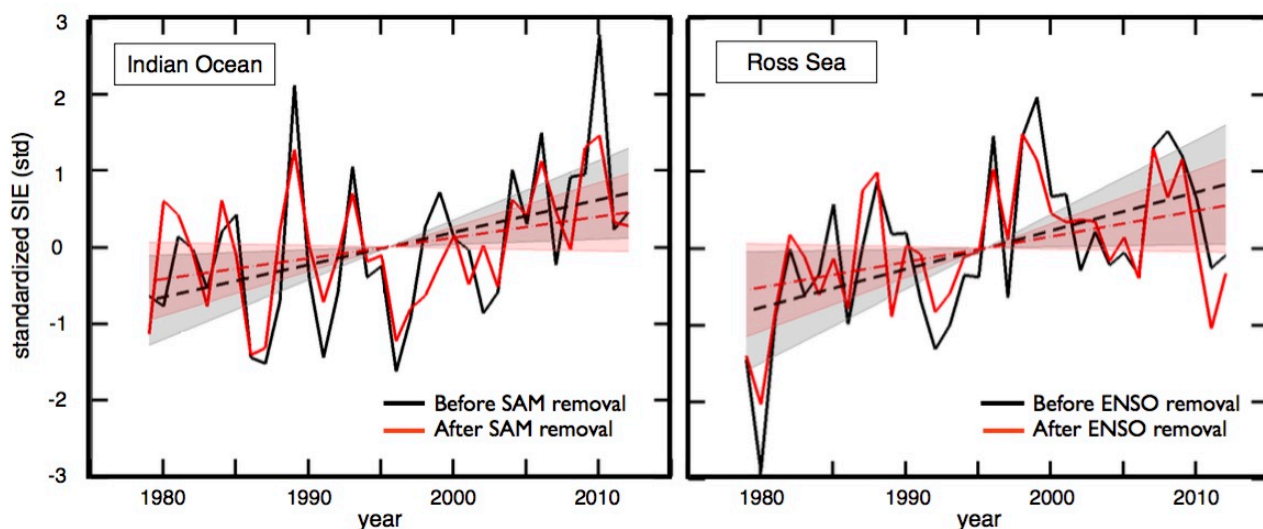 Indian Ocean
Ross Sea
standardized SIE (std)
3
2
1
0
-1
-2
-3
Before SAM removal
After SAM removal
Before ENSO removal
After ENSO removal
1980 1990 2000 2010
1980 1990 2000 2010
year
year